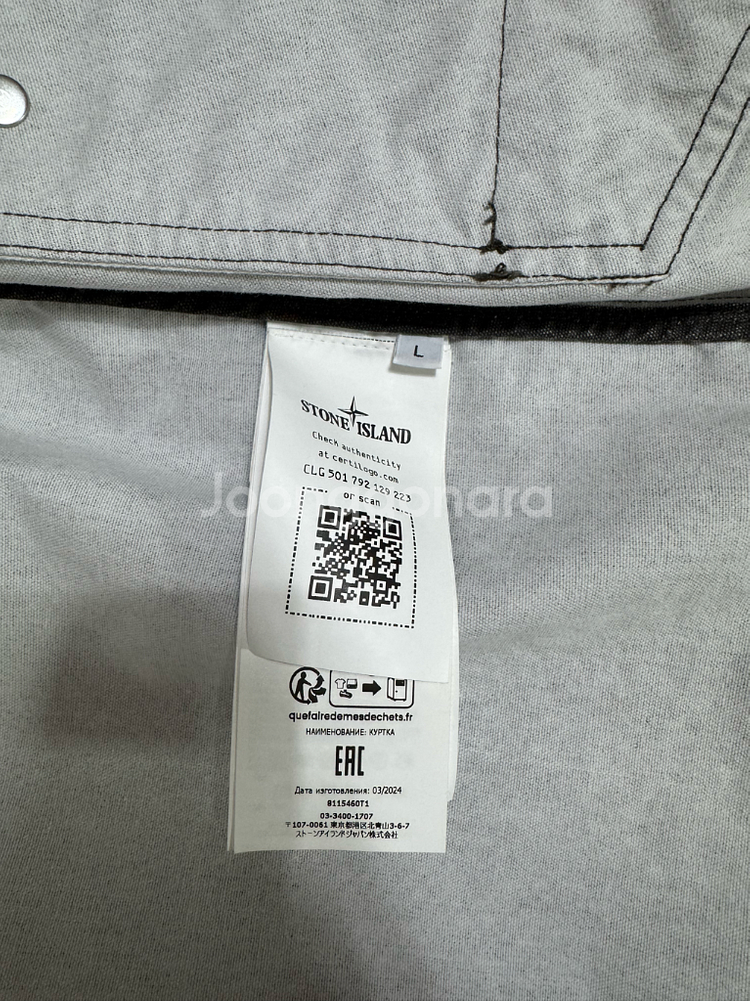 L
STONE ISLAND
Check authenticity
at certilogo.com
CLG 501 792 129 223
or scan
Joonggonara
quefairedemesdechets.fr
НАИМЕНОВАНИЕ: КУРТКА
EAC
Дата изготовления: 03/2024
8115460T1
03-3400-1707
〒107-0061 東京都港区北青山3-6-7
ストーンアイランドジャパン株式会社